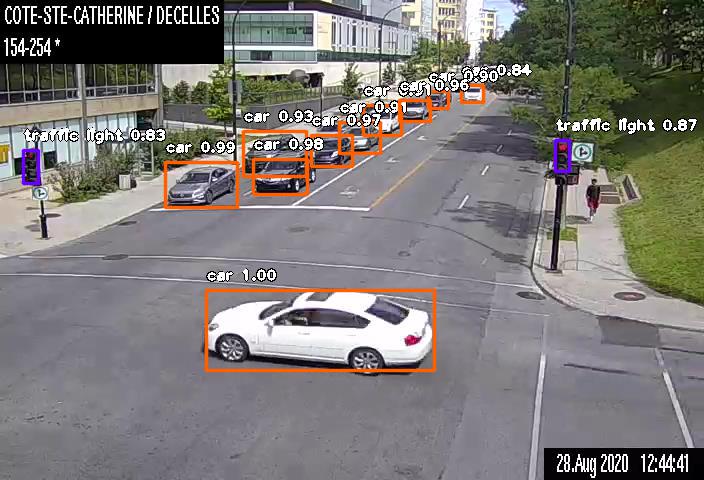 COTE-STE-CATHERINE / DECELLES
154-254 *
car 0.84
car 0.90
car 0.96
car 0.93
car 0.97
traffic light 0.83
car 0.99
car 0.98
traffic light 0.87
car 1.00
28.Aug 2020 12:44:41